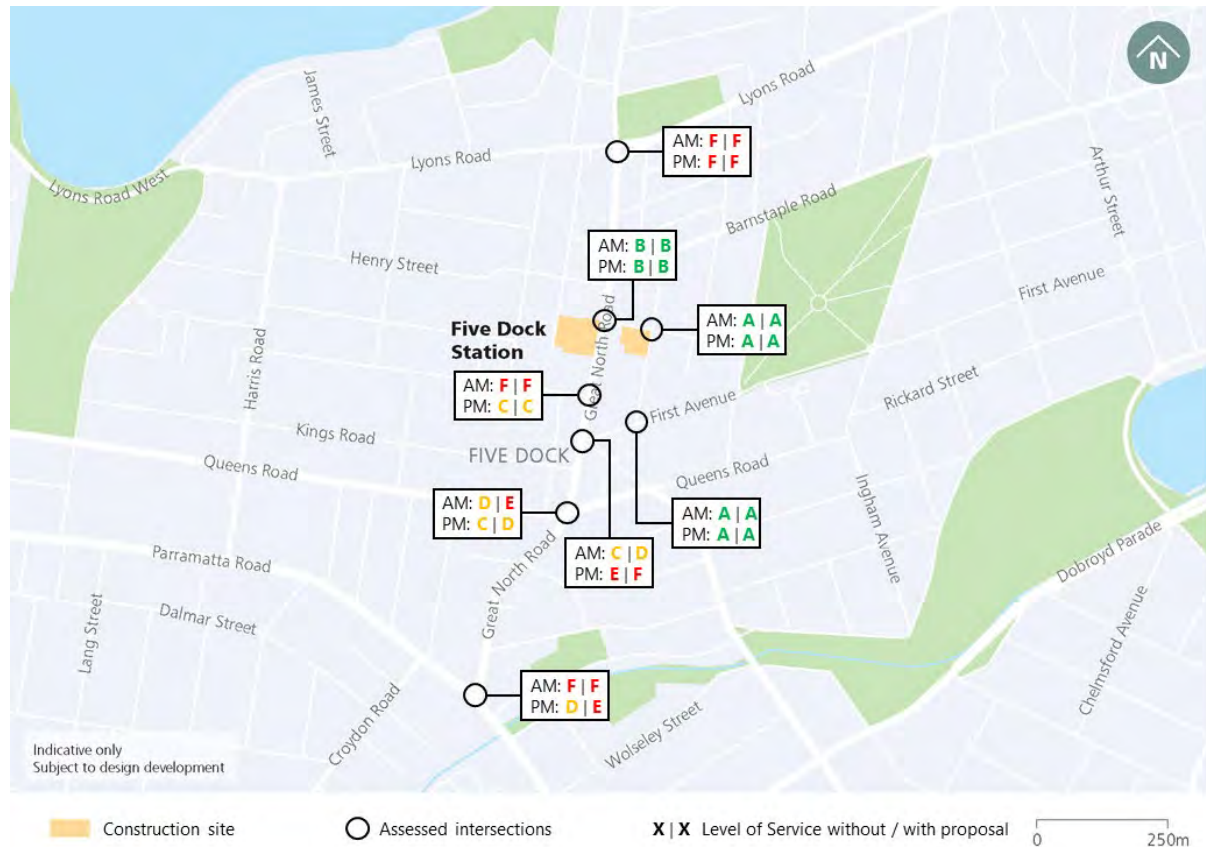 N
Lyons Road
AM: F | F
PM: F | F
James Street
Lyons Road
Arthur Street
Lyons Road West
Barnstaple Road
AM: B | B
PM: B | B
Henry Street
First Avenue
Five Dock
Station
Great North Road
AM: A | A
PM: A | A
Harris Road
AM: F | F
PM: C | C
Rickard Street
First Avenue
Kings Road
FIVE DOCK
Queens Road
Queens Road
Ingham Avenue
AM: D | E
PM: C | D
AM: A | A
PM: A | A
Parramatta Road
AM: C | D
PM: E | F
Dobroyd Parade
Great North Road
Dalmar Street
Lang Street
Chelmsford Avenue
AM: F | F
PM: D | E
Croydon Road
Wolseley Street
Indicative only
Subject to design development
Construction site
Assessed intersections
X | X Level of Service without / with proposal
0 250m